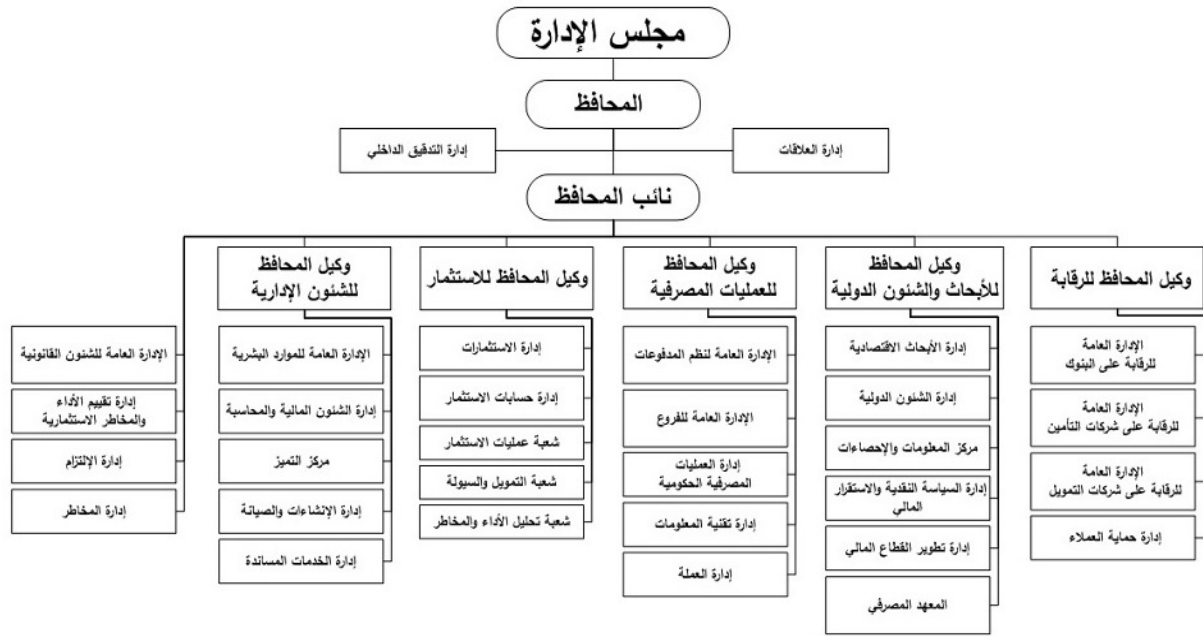 مجلس الإدارة
المحافظ
إدارة العلاقات
إدارة التدقيق الداخلي
نائب المحافظ
وكيل المحافظ للرقابة
الإدارة العامة
للرقابة على البنوك
الإدارة العامة
للرقابة على شركات التأمين
الإدارة العامة
للرقابة على شركات التمويل
إدارة حماية العملاء
وكيل المحافظ
للأبحاث والشئون الدولية
إدارة الأبحاث الاقتصادية
إدارة الشئون الدولية
مركز المعلومات والإحصاءات
إدارة السياسة النقدية والاستقرار
المالي
إدارة تطوير القطاع المالي
المعهد المصرفي
وكيل المحافظ
للعمليات المصرفية
الإدارة العامة لنظم المدفوعات
الإدارة العامة للفروع
إدارة العمليات
المصرفية الحكومية
إدارة تقنية المعلومات
إدارة العملة
وكيل المحافظ للاستثمار
إدارة الاستثمارات
إدارة حسابات الاستثمار
شعبة عمليات الاستثمار
شعبة التمويل والسيولة
شعبة تحليل الأداء والمخاطر
وكيل المحافظ
للشئون الإدارية
الإدارة العامة للموارد البشرية
إدارة الشئون المالية والمحاسبة
مركز التميز
إدارة الإنشاءات والصيانة
إدارة الخدمات المساندة
الإدارة العامة للشئون القانونية
إدارة تقييم الأداء
والمخاطر الاستثمارية
إدارة الإلتزام
إدارة المخاطر